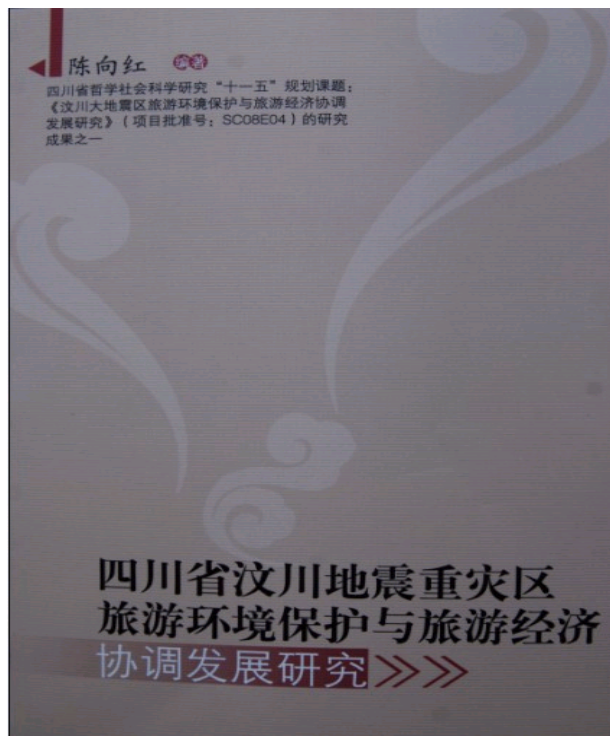 陈向红 编著
四川省哲学社会科学研究“十一五”规划课题：
《汶川大地震区旅游环境保护与旅游经济协调
发展研究》（项目批准号：SC08E04）的研究
成果之一
四川省汶川地震重灾区
旅游环境保护与旅游经济
协调发展研究